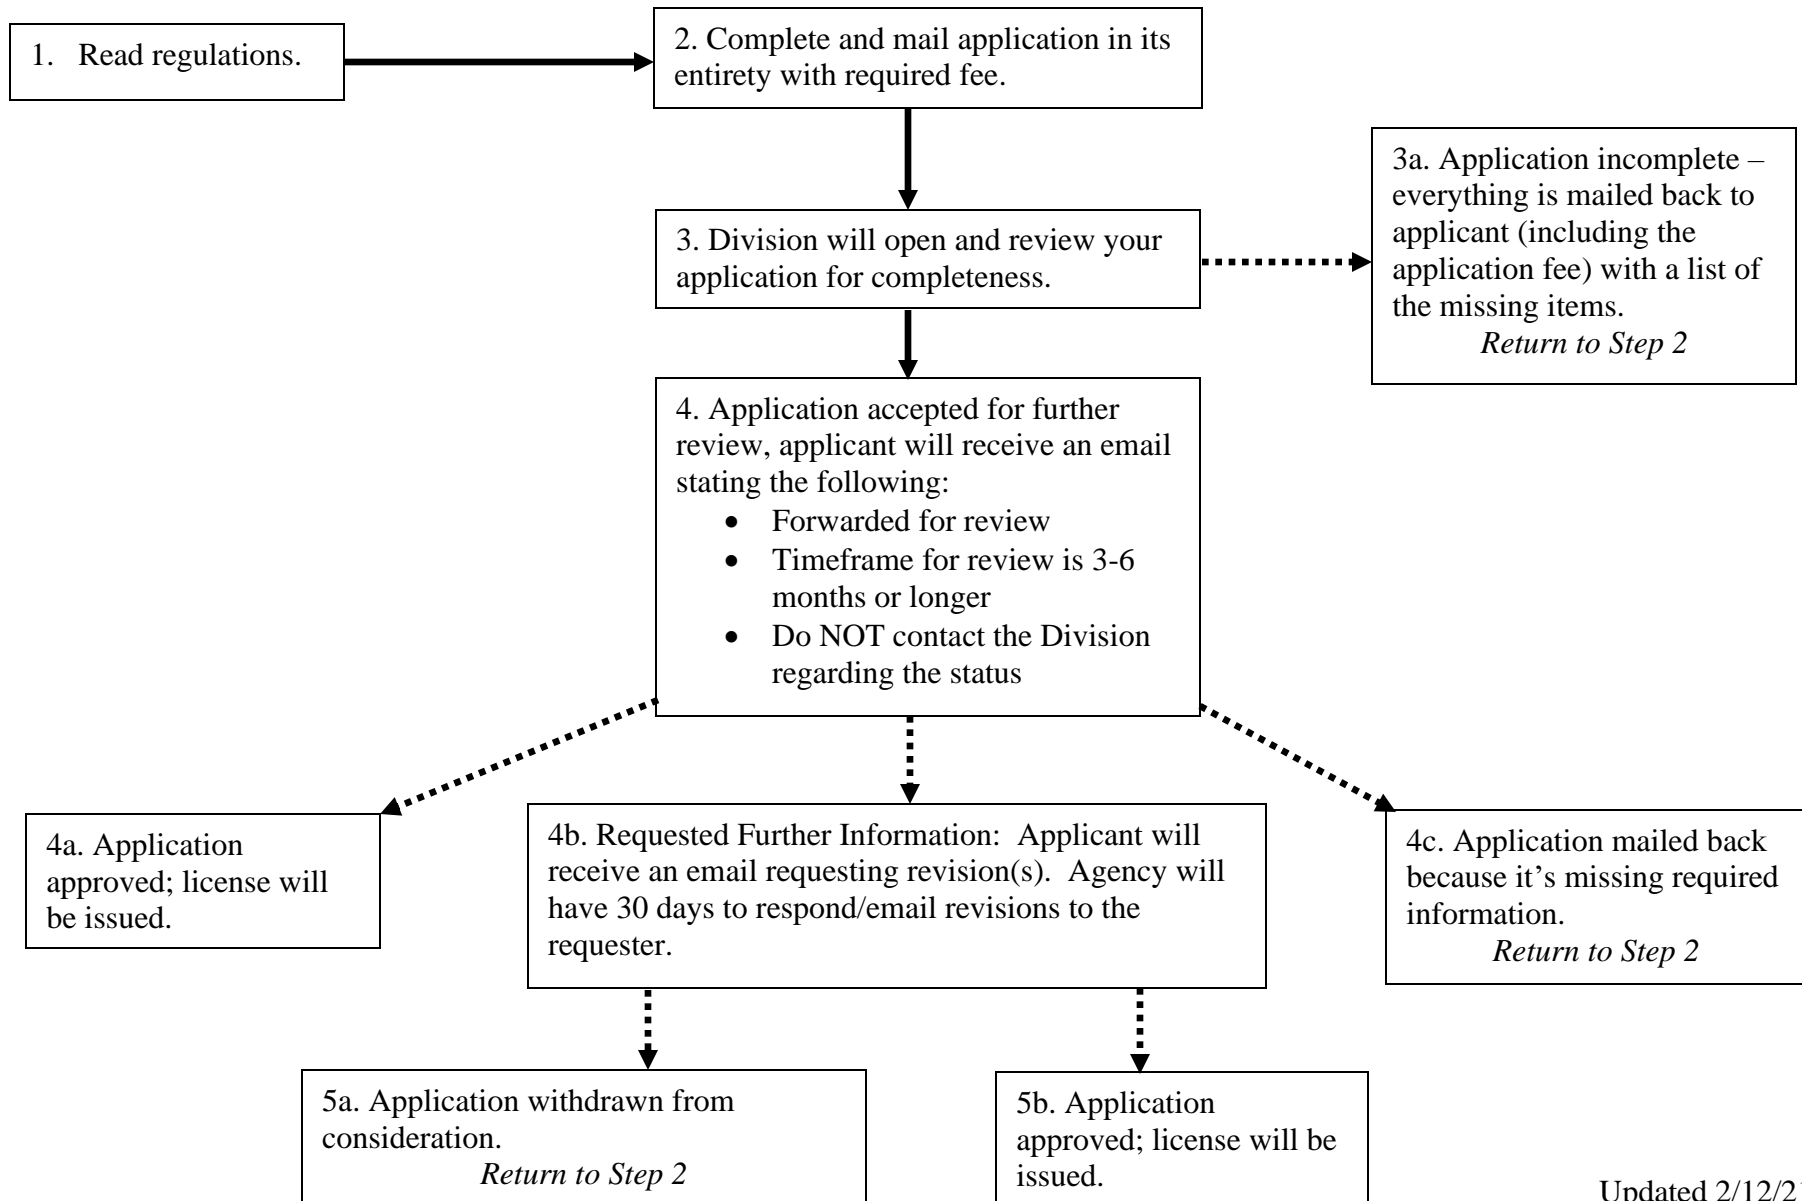 1. Read regulations.
2. Complete and mail application in its
entirety with required fee.
3. Division will open and review your
application for completeness.
3a. Application incomplete –
everything is mailed back to
applicant (including the
application fee) with a list of
the missing items.
Return to Step 2
4. Application accepted for further
review, applicant will receive an email
stating the following:
• Forwarded for review
• Timeframe for review is 3-6
months or longer
• Do NOT contact the Division
regarding the status
4a. Application
approved; license will
be issued.
4b. Requested Further Information:  Applicant will
receive an email requesting revision(s).  Agency will
have 30 days to respond/email revisions to the
requester.
4c. Application mailed back
because it’s missing required
information.
Return to Step 2
5a. Application withdrawn from
consideration.
Return to Step 2
5b. Application
approved; license will be
issued.
Updated 2/12/21